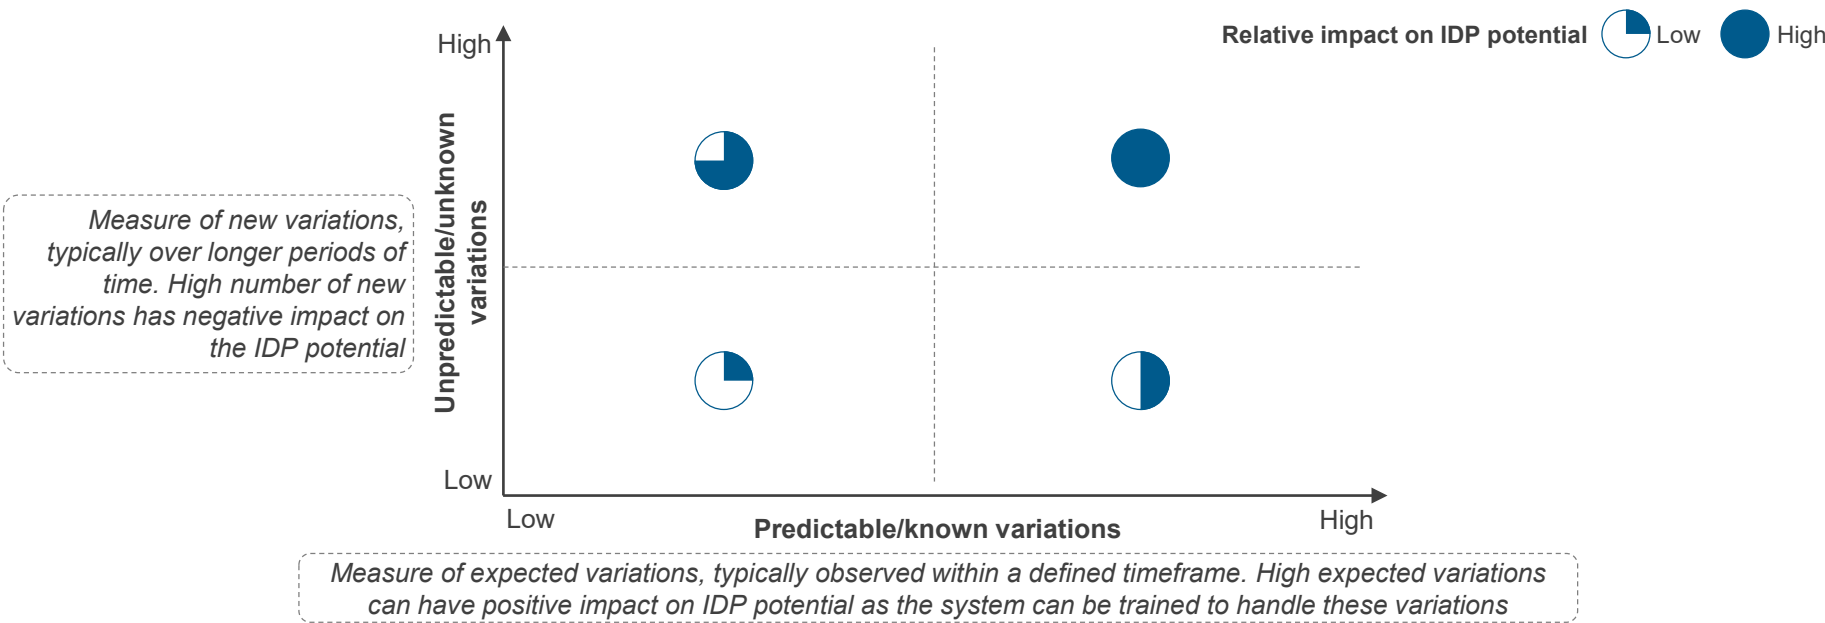 Relative impact on IDP potential Low High
High
Unpredictable/unknown
variations
Measure of new variations,
typically over longer periods of
time. High number of new
variations has negative impact on
the IDP potential
Low
Low
Predictable/known variations
High
Measure of expected variations, typically observed within a defined timeframe. High expected variations
can have positive impact on IDP potential as the system can be trained to handle these variations